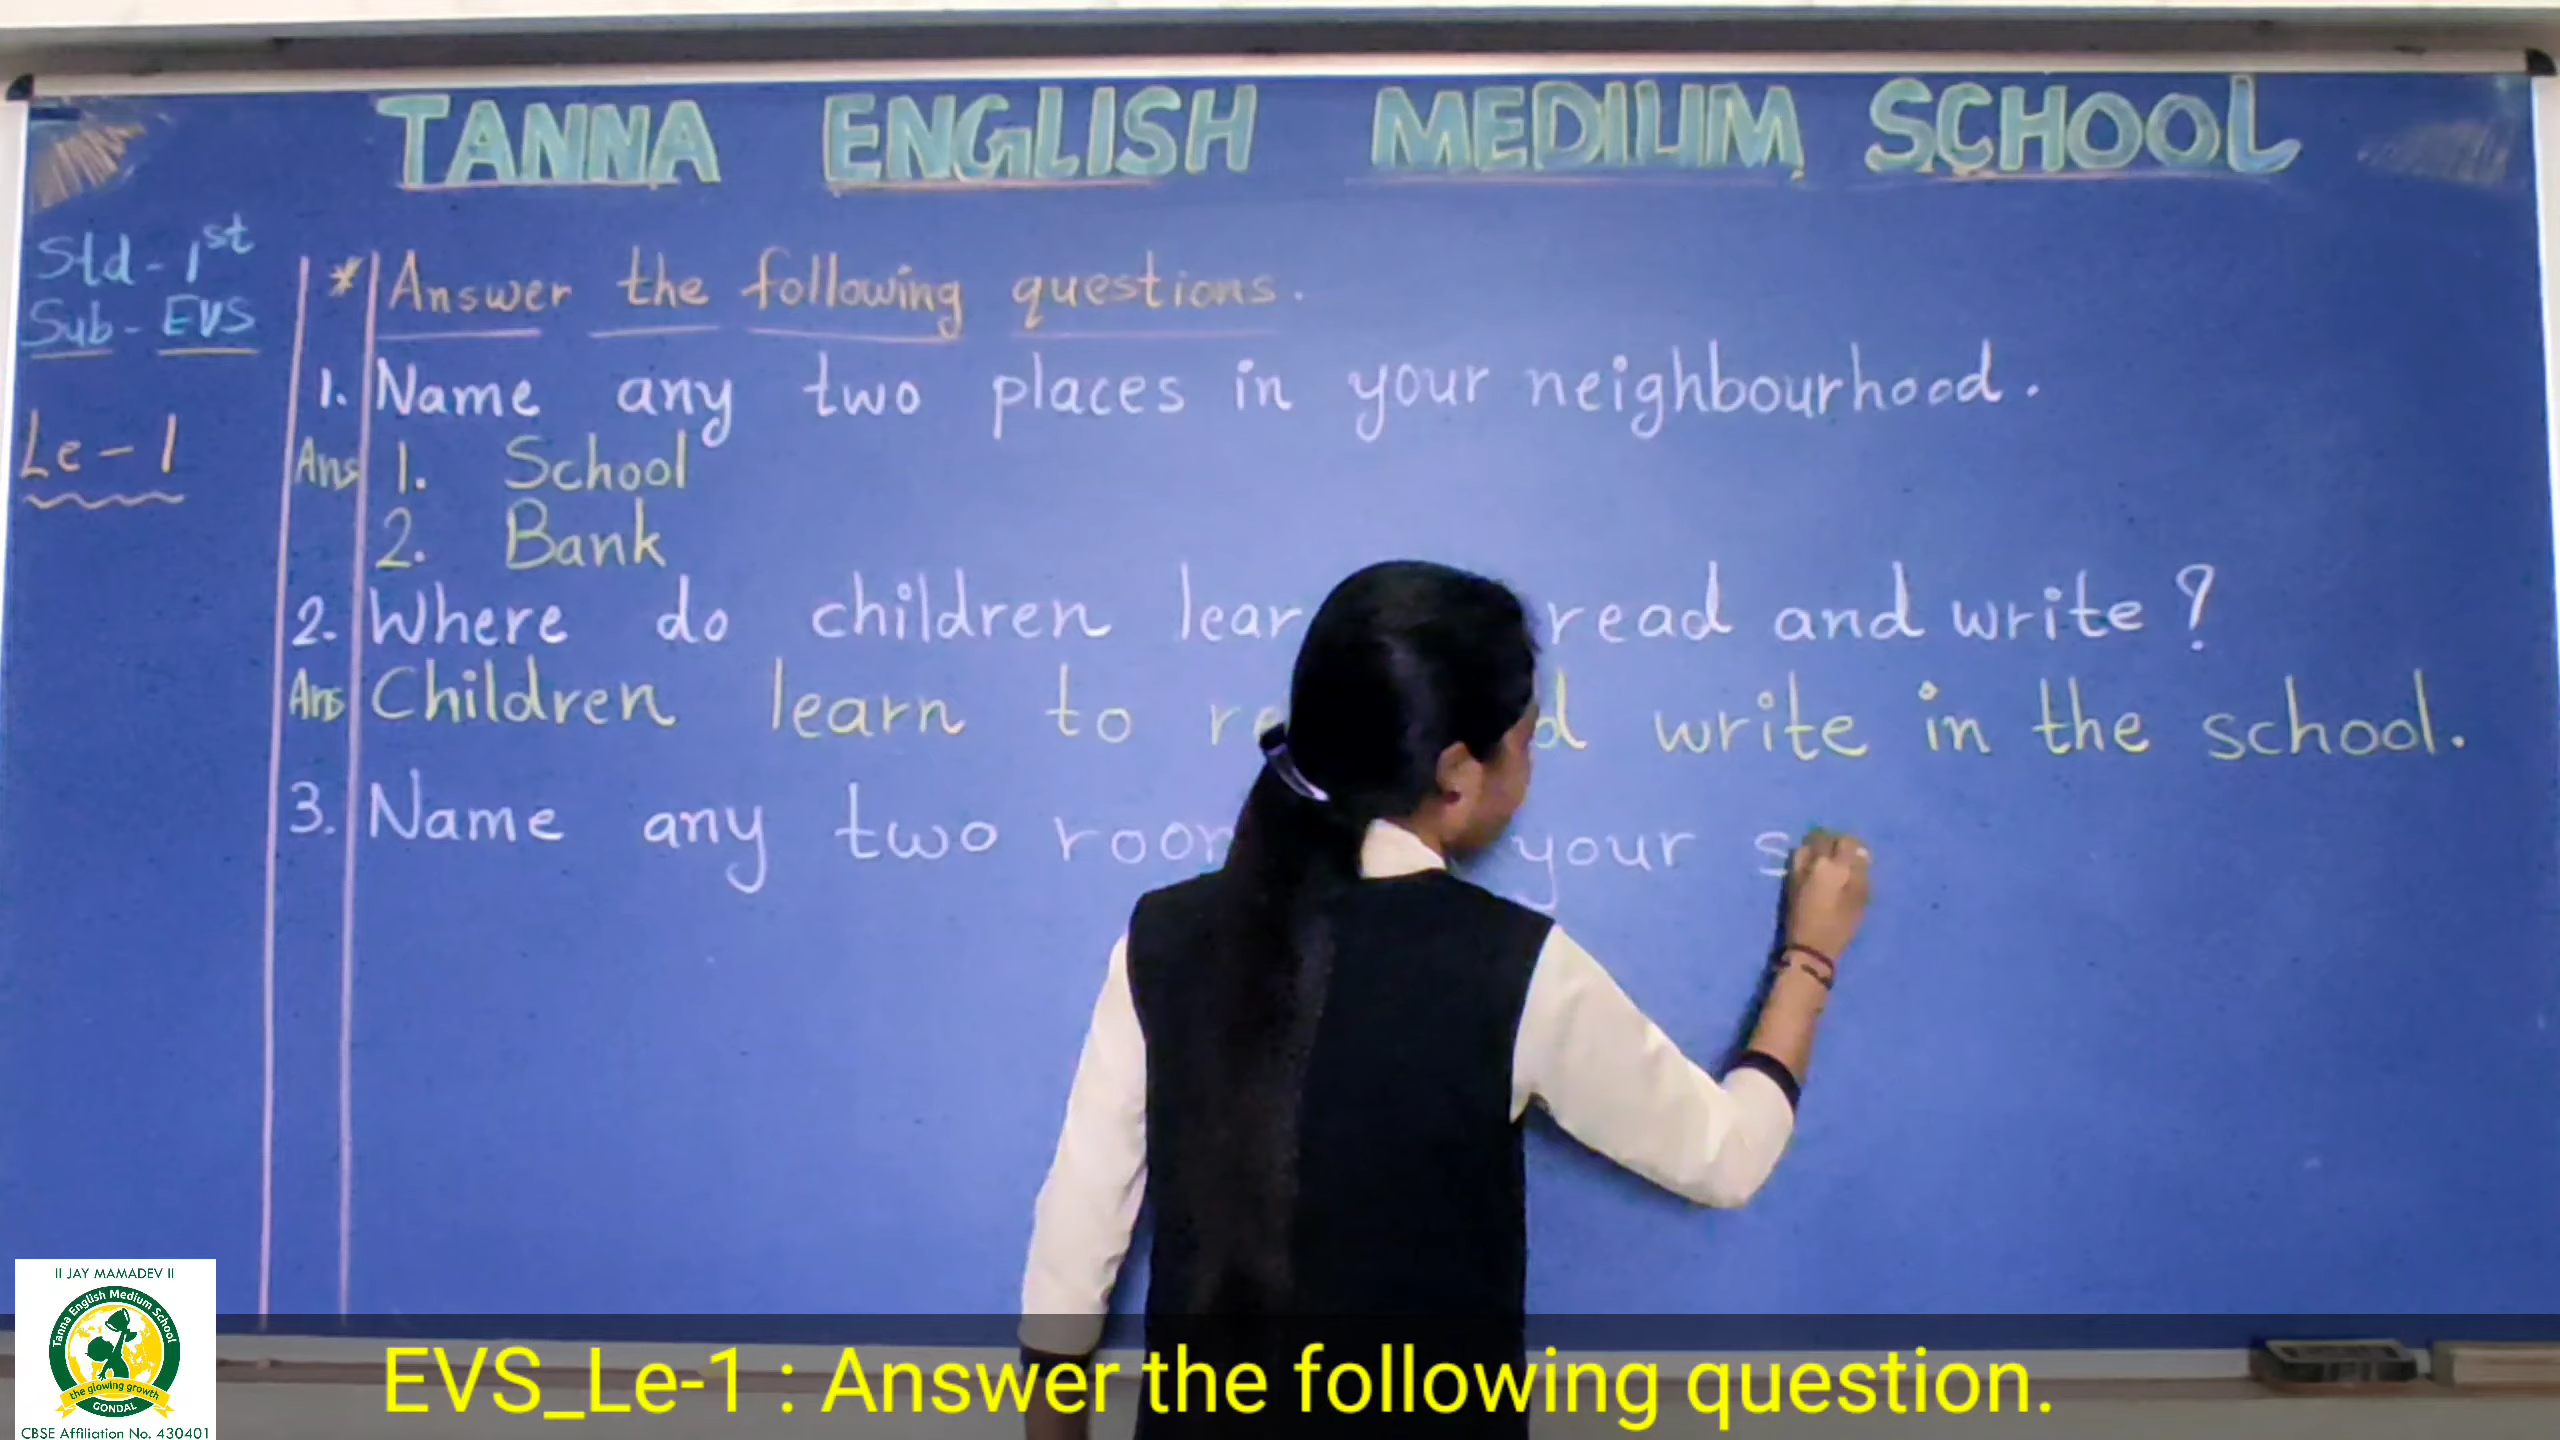 TANNA ENGLISH MEDIUM SCHOOL
Std - 1st
Sub - EVS
Le - 1
* Answer the following questions.
1. Name any two places in your neighbourhood.
Ans 1. School
2. Bank
2. Where do children read and write ?
Ans Children learn to write in the school.
3. Name any two your
II JAY MAMADEV II
Tanna English Medium School
the glowing growth
GONDAL
CBSE Affiliation No. 430401
EVS_Le-1 : Answer the following question.